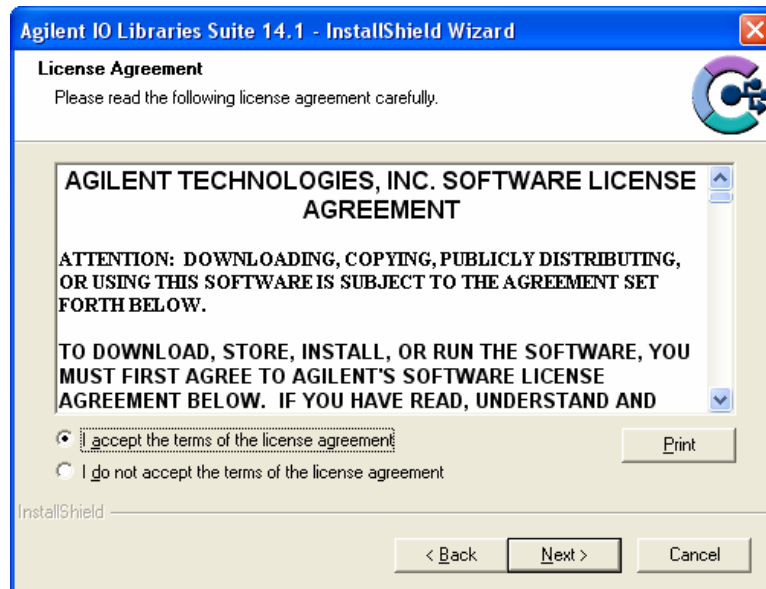 Agilent IO Libraries Suite 14.1 - InstallShield Wizard
License Agreement
Please read the following license agreement carefully.
AGILENT TECHNOLOGIES, INC. SOFTWARE LICENSE
AGREEMENT
ATTENTION: DOWNLOADING, COPYING, PUBLICLY DISTRIBUTING,
OR USING THIS SOFTWARE IS SUBJECT TO THE AGREEMENT SET
FORTH BELOW.
TO DOWNLOAD, STORE, INSTALL, OR RUN THE SOFTWARE, YOU
MUST FIRST AGREE TO AGILENT'S SOFTWARE LICENSE
AGREEMENT BELOW. IF YOU HAVE READ, UNDERSTAND AND
I accept the terms of the license agreement
Print
I do not accept the terms of the license agreement
InstallShield
< Back
Next >
Cancel